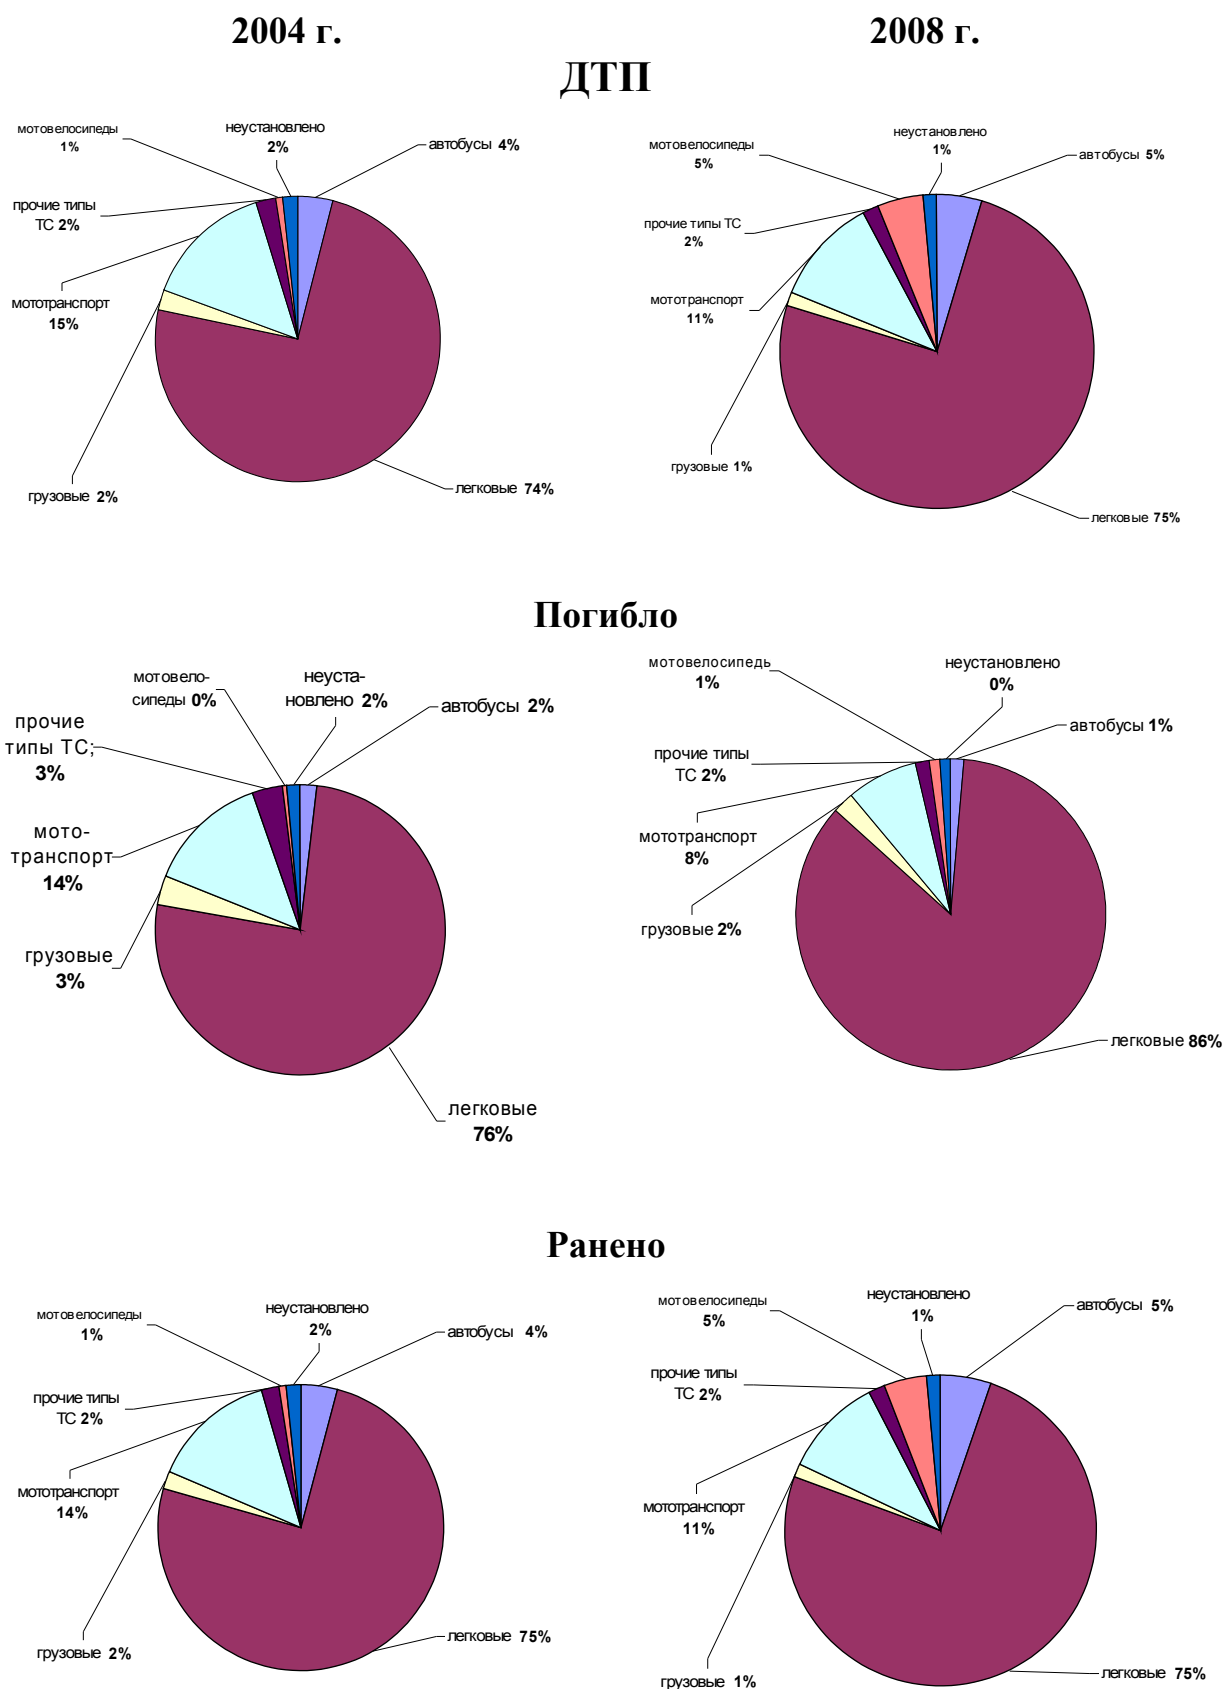 2004 г.
2008 г.
ДТП
мотовелосипеды
1%
неустановлено
2%
автобусы 4%
прочие типы
ТС 2%
мототранспорт
15%
грузовые 2%
легковые 74%
мотовелосипеды
5%
неустановлено
1%
автобусы 5%
прочие типы ТС
2%
мототранспорт
11%
грузовые 1%
легковые 75%
Погибло
мотовело-
сипеды 0%
неуста-
новлено 2%
автобусы 2%
прочие
типы ТС;
3%
мото-
транспорт
14%
грузовые
3%
легковые
76%
мотовелосипедь
1%
неустановлено
0%
автобусы 1%
прочие типы
ТС 2%
мототранспорт
8%
грузовые 2%
легковые 86%
Ранено
мотовелосипеды
1%
неустановлено
2%
автобусы 4%
прочие типы
ТС 2%
мототранспорт
14%
грузовые 2%
легковые 75%
мотовелосипеды
5%
неустановлено
1%
автобусы 5%
прочие типы
ТС 2%
мототранспорт
11%
грузовые 1%
легковые 75%